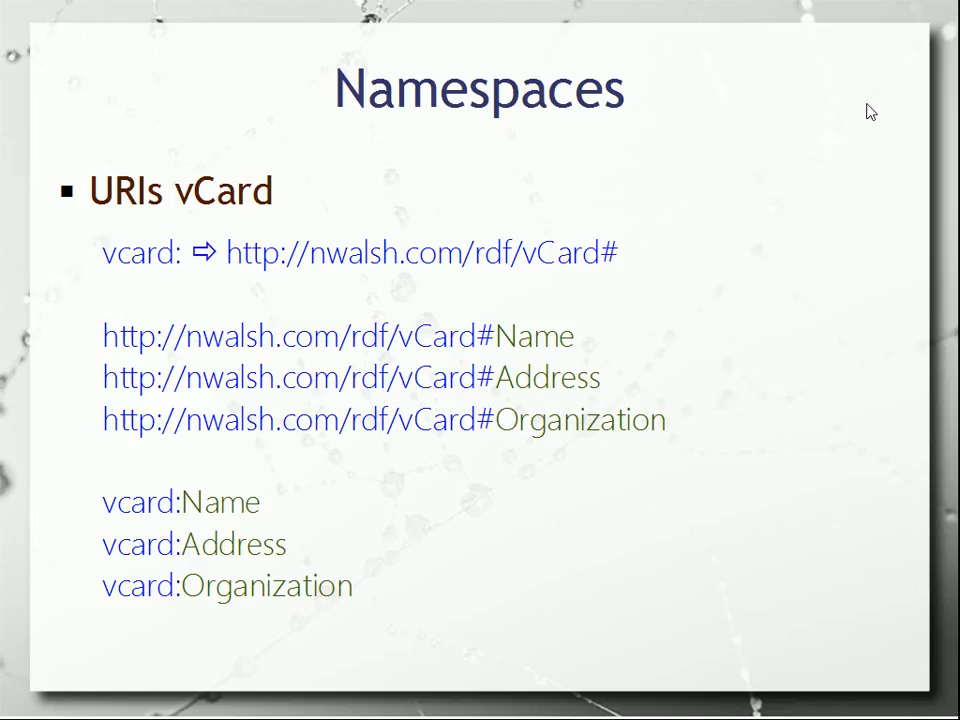 Namespaces
▪ URIs vCard
vcard: ⇨ http://nwalsh.com/rdf/vCard#
http://nwalsh.com/rdf/vCard#Name
http://nwalsh.com/rdf/vCard#Address
http://nwalsh.com/rdf/vCard#Organization
vcard:Name
vcard:Address
vcard:Organization